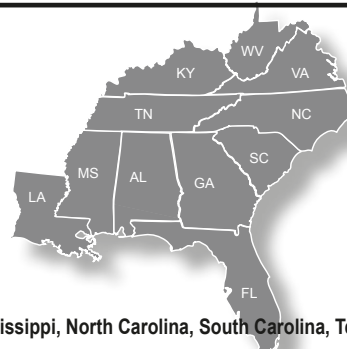 WV
KY
VA
TN
NC
SC
MS
AL
GA
LA
FL
issippi, North Carolina, South Carolina, Te